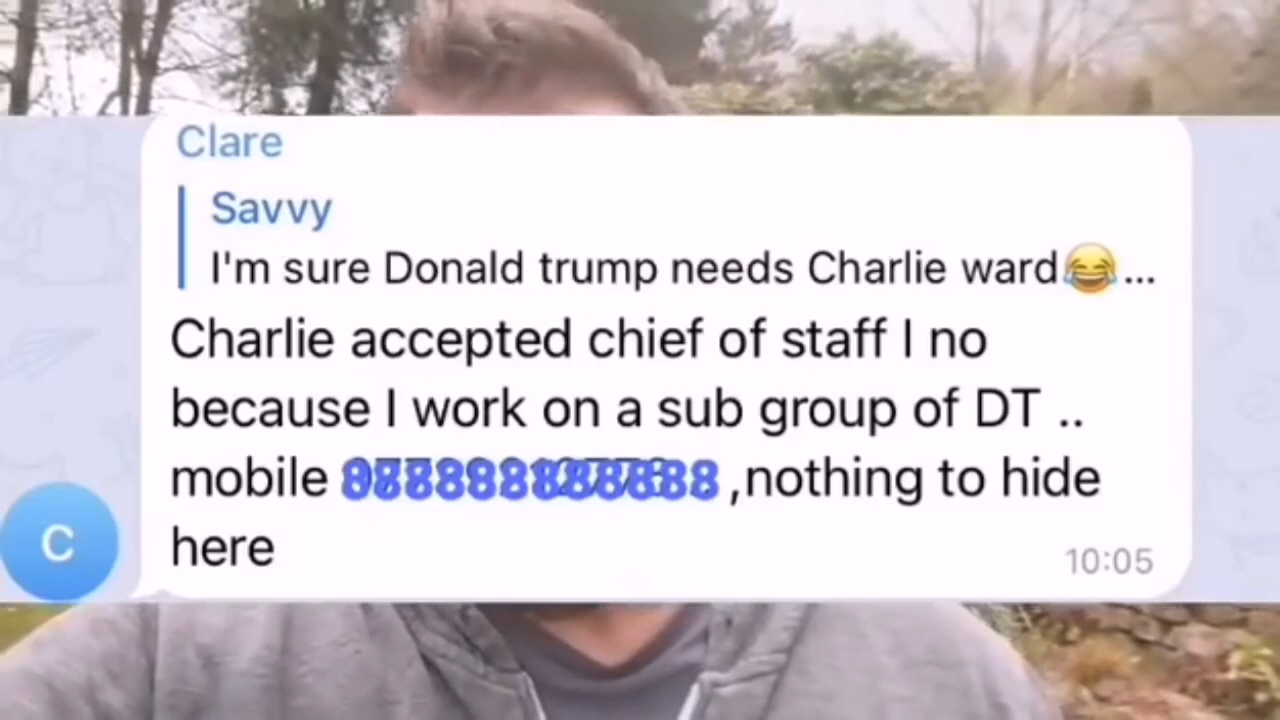 Clare
Savvy
I'm sure Donald trump needs Charlie ward😂...
Charlie accepted chief of staff I no
because I work on a sub group of DT ..
mobile ,nothing to hide
here
C
10:05